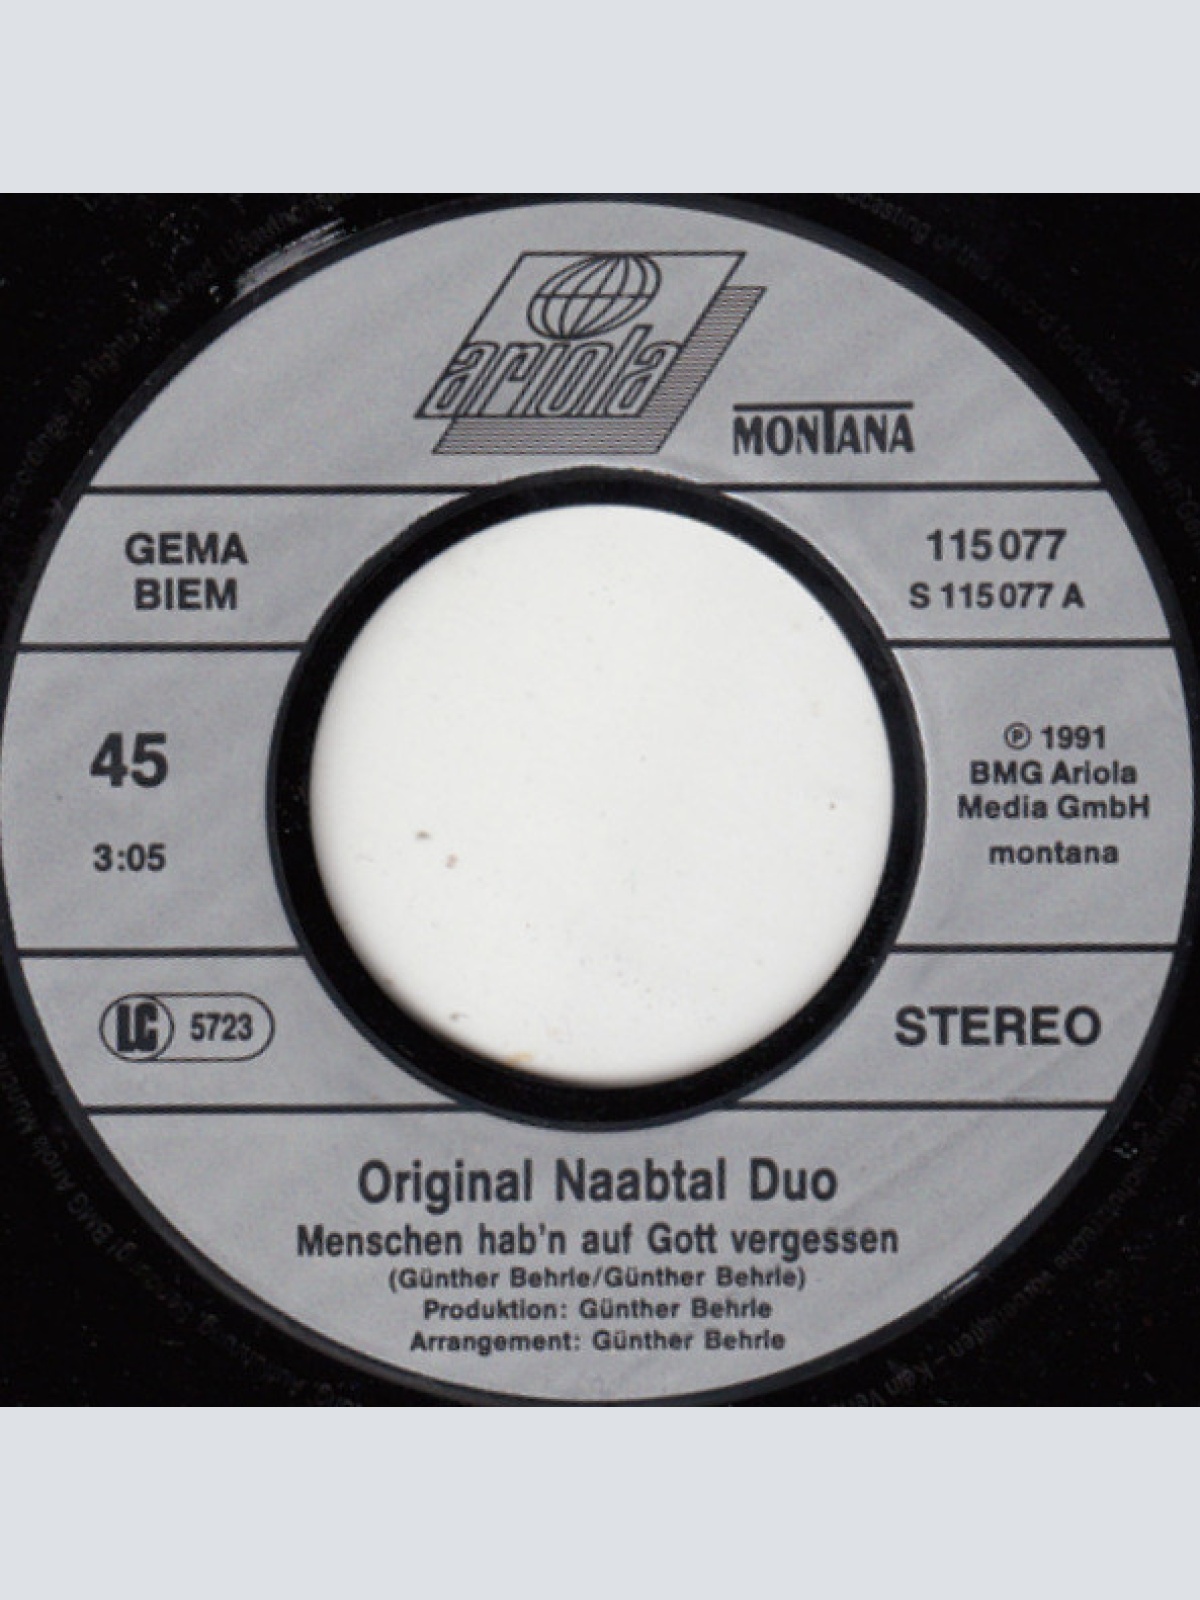 ariola
MONTANA
GEMA
BIEM
115 077
S 115 077 A
45
3:05
℗ 1991
BMG Ariola
Media GmbH
montana
LC 5723
STEREO
Original Naabtal Duo
Menschen hab'n auf Gott vergessen
(Günther Behrle/Günther Behrle)
Produktion: Günther Behrle
Arrangement: Günther Behrle